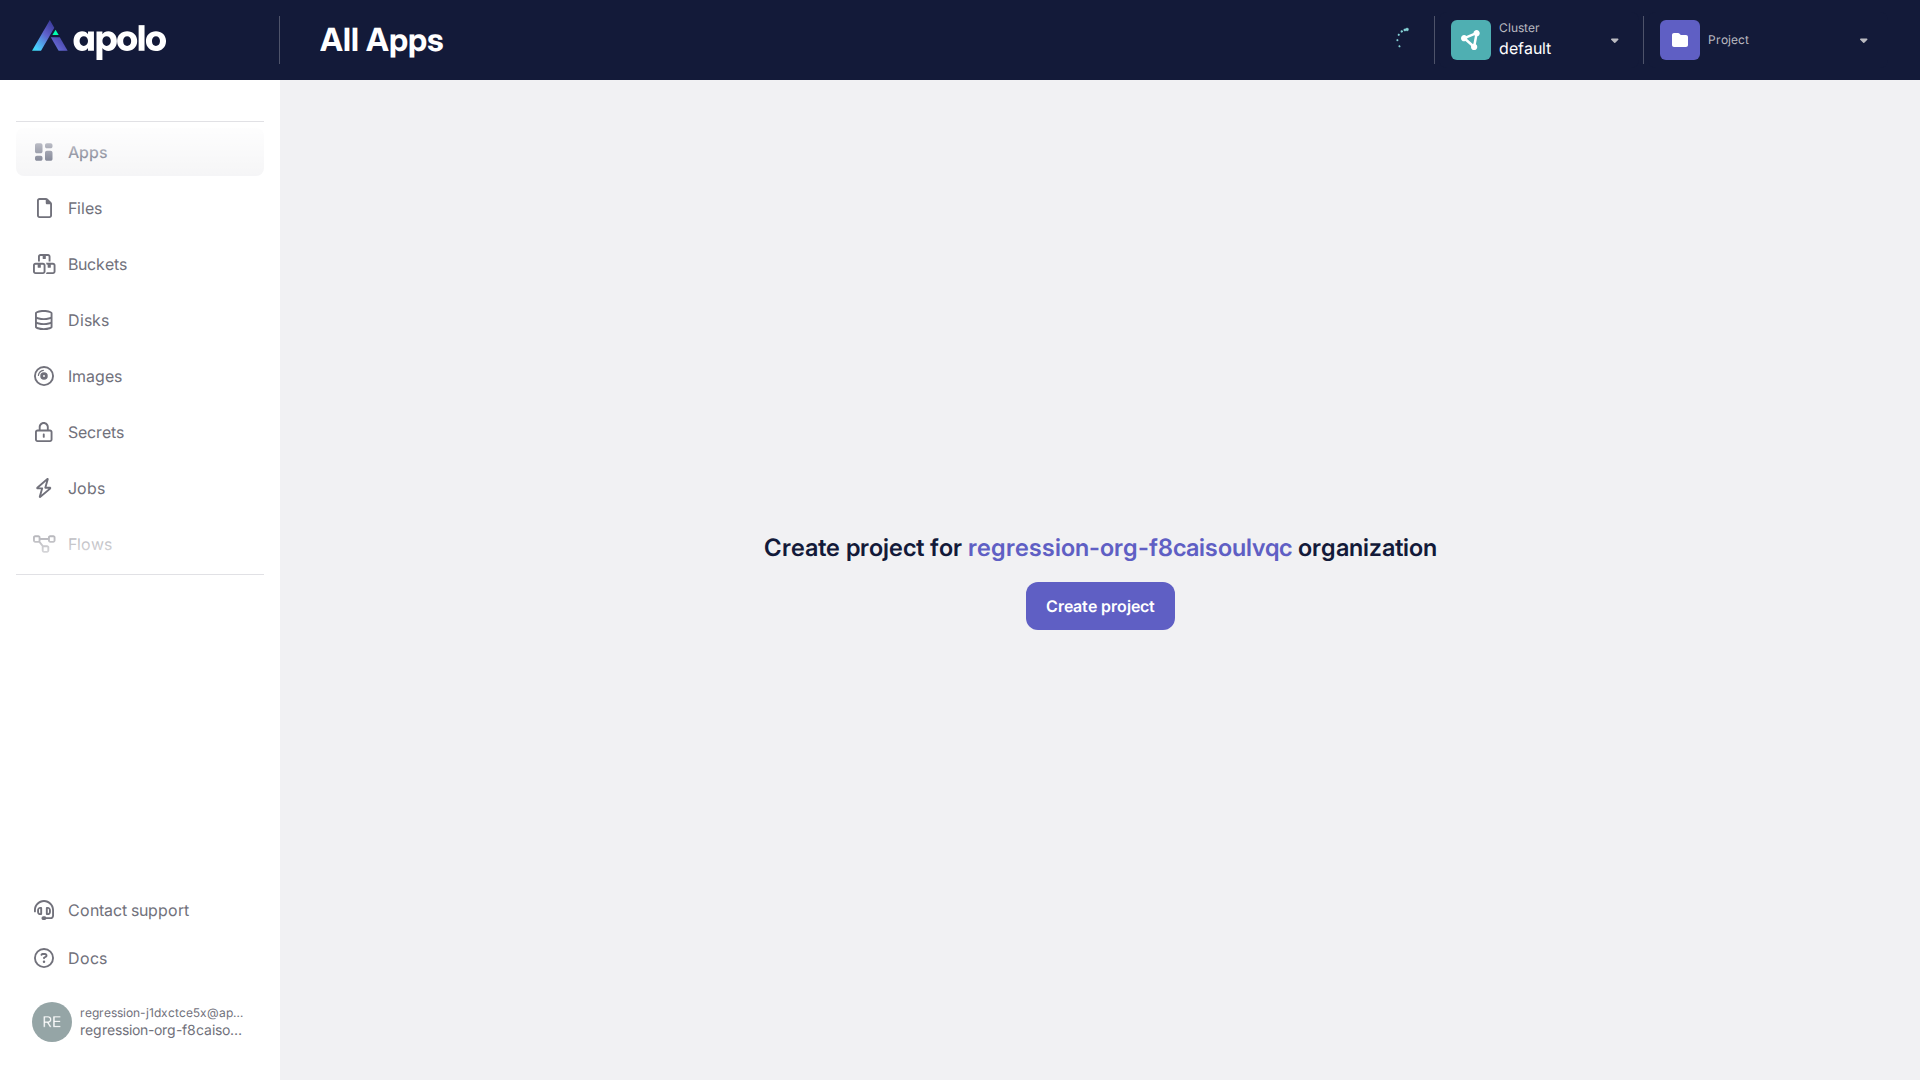 apolo
All Apps
Cluster
default
Project
Apps
Files
Buckets
Disks
Images
Secrets
Jobs
Flows
Create project for regression-org-f8caisoulvqc organization
Create project
Contact support
Docs
RE
regression-j1dxctce5x@ap...
regression-org-f8caiso...